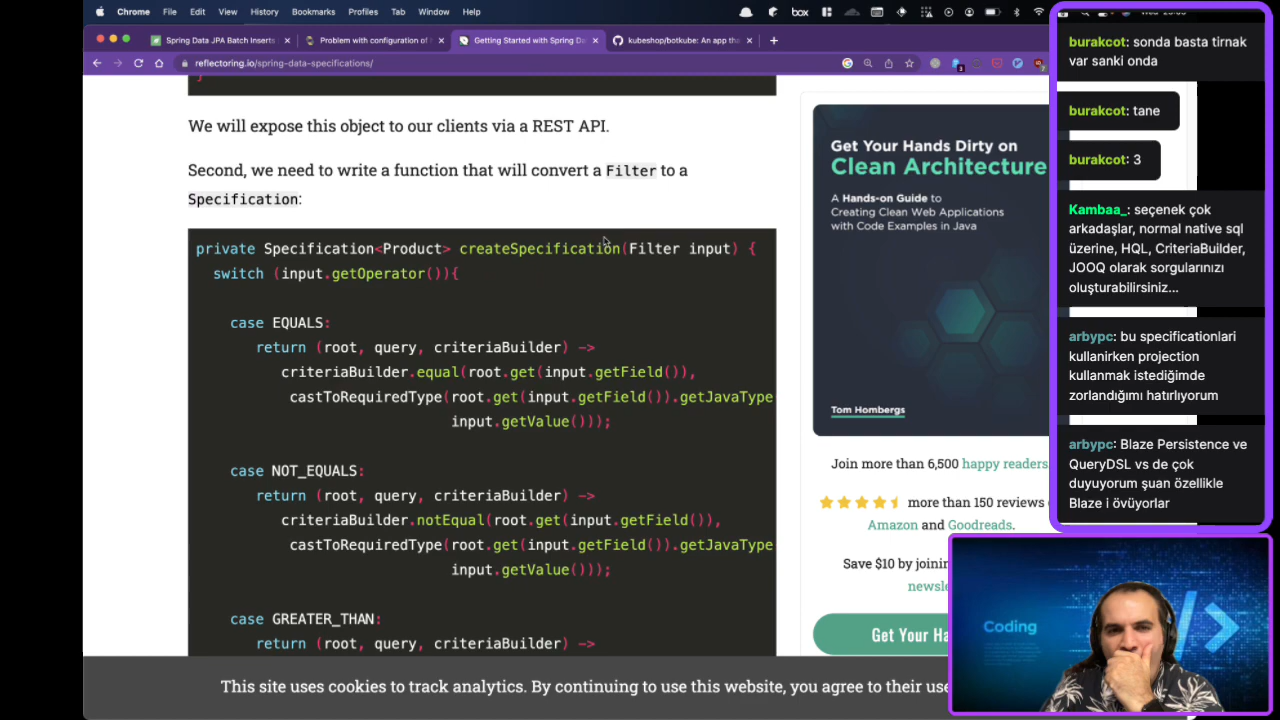 Chrome File Edit View History Bookmarks Profiles Tab Window Help
box
Spring Data JPA Batch Inserts
Problem with configuration of
Getting Started with Spring Da
kubeshop/botkube: An app tha
reflectoring.io/spring-data-specifications/
}
We will expose this object to our clients via a REST API.
Second, we need to write a function that will convert a Filter to a
Specification:
private Specification<Product> createSpecification(Filter input) {
switch (input.getOperator()){
case EQUALS:
return (root, query, criteriaBuilder) ->
criteriaBuilder.equal(root.get(input.getField()),
castToRequiredType(root.get(input.getField()).getJavaType
input.getValue()));
case NOT_EQUALS:
return (root, query, criteriaBuilder) ->
criteriaBuilder.notEqual(root.get(input.getField()),
castToRequiredType(root.get(input.getField()).getJavaType
input.getValue()));
case GREATER_THAN:
return (root, query, criteriaBuilder) ->
Get Your Hands Dirty on
Clean Architecture
A Hands-on Guide to
Creating Clean Web Applications
with Code Examples in Java
Tom Hombergs
Join more than 6,500 happy readers
more than 150 reviews
Amazon and Goodreads.
Save $10 by joinin
newsle
Get Your Ha
This site uses cookies to track analytics. By continuing to use this website, you agree to their use
burakcot: sonda basta tirnak
var sanki onda
burakcot: tane
burakcot: 3
Kambaa_: seçenek çok
arkadaşlar, normal native sql
üzerine, HQL, CriteriaBuilder,
JOOQ olarak sorgularınızı
oluşturabilirsiniz...
arbypc: bu specificationlari
kullanirken projection
kullanmak istediğimde
zorlandığımı hatırlıyorum
arbypc: Blaze Persistence ve
QueryDSL vs de çok
duyuyorum şuan özellikle
Blaze i övüyorlar
Coding